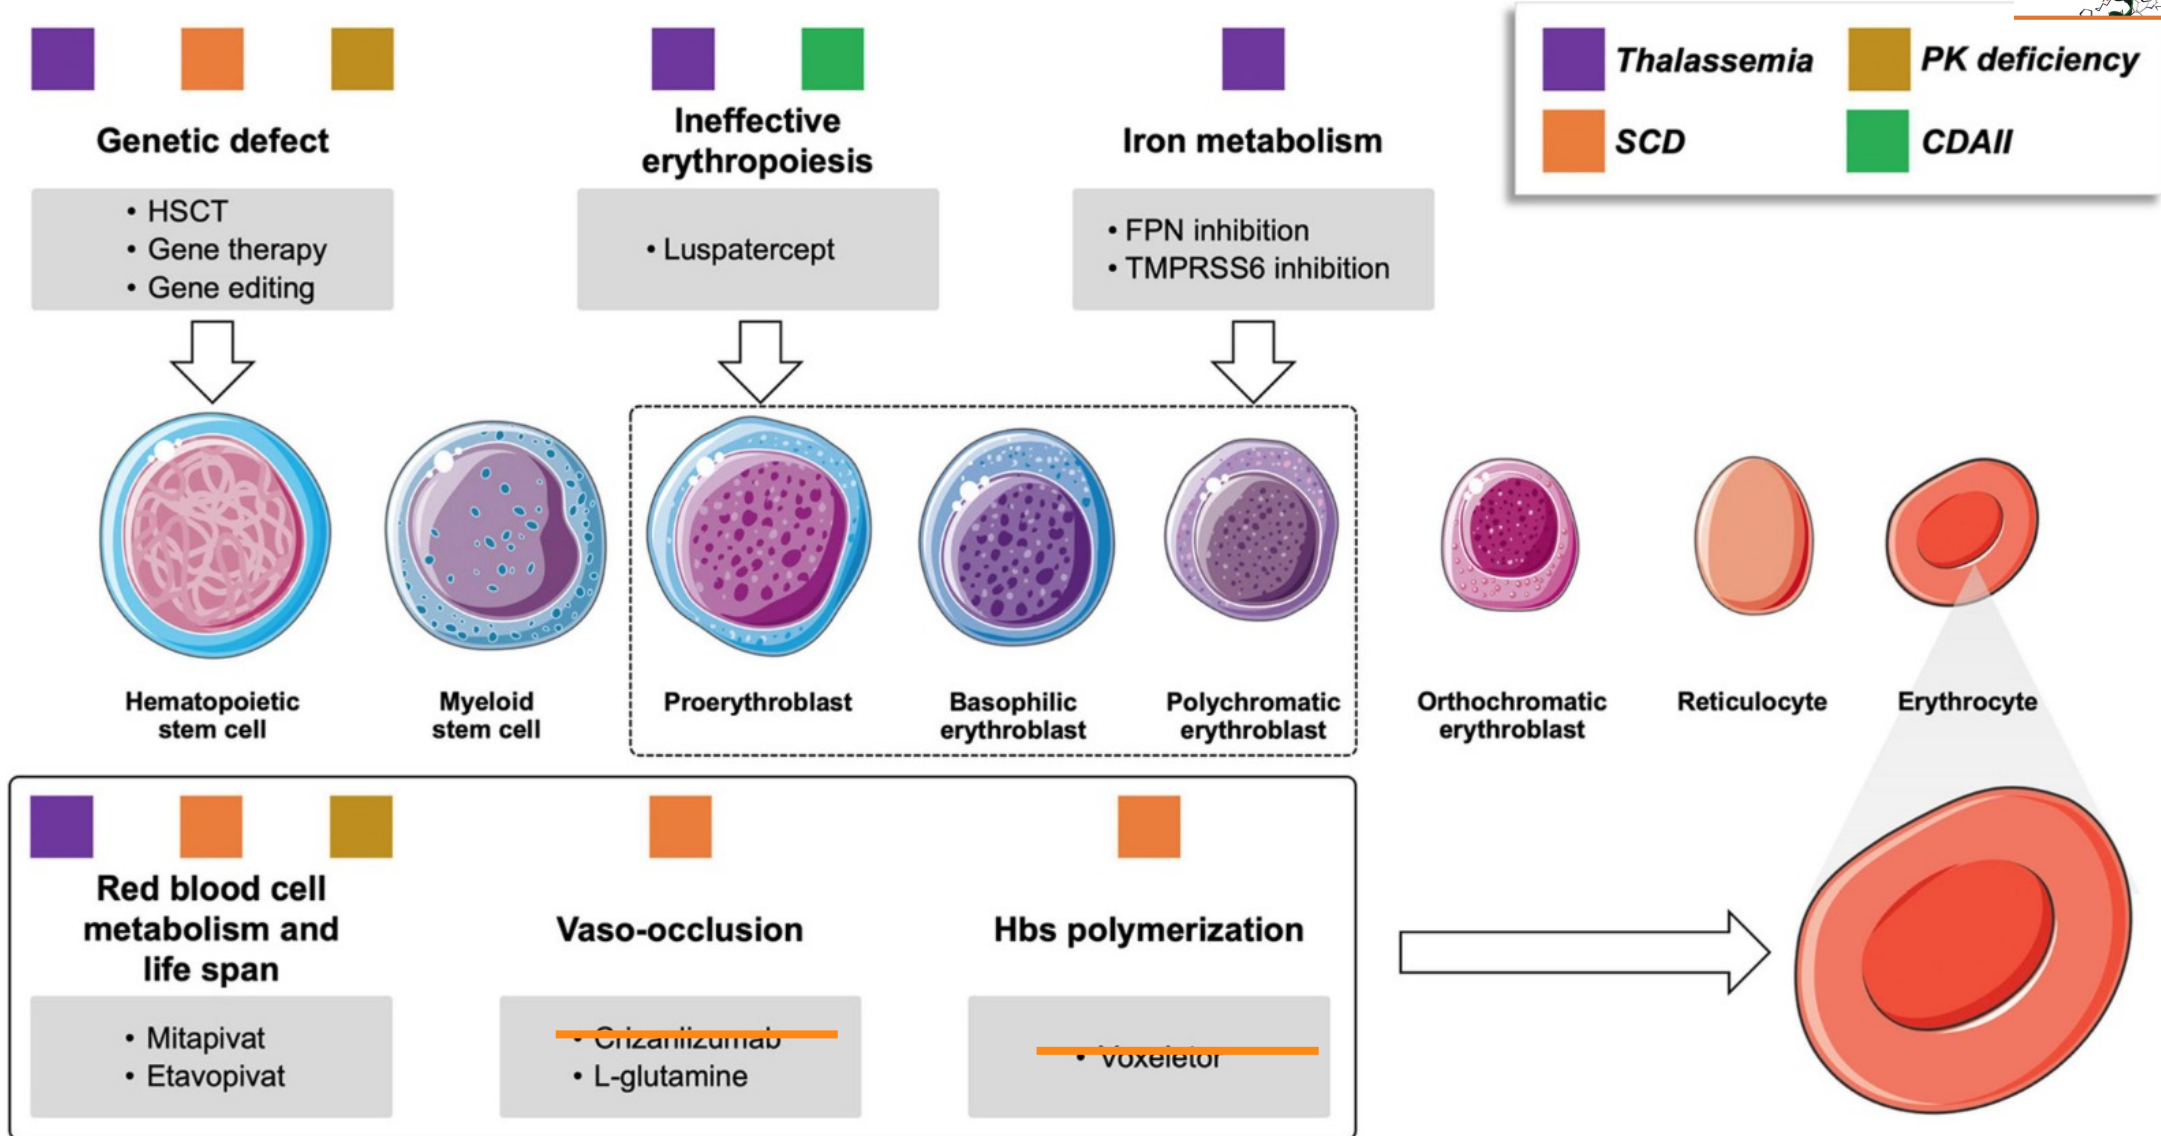 Thalassemia
PK deficiency
SCD
CDAII
Genetic defect
• HSCT
• Gene therapy
• Gene editing
Ineffective
erythropoiesis
• Luspatercept
Iron metabolism
• FPN inhibition
• TMPRSS6 inhibition
Hematopoietic
stem cell
Myeloid
stem cell
Proerythroblast
Basophilic
erythroblast
Polychromatic
erythroblast
Orthochromatic
erythroblast
Reticulocyte
Erythrocyte
Red blood cell
metabolism and
life span
• Mitapivat
• Etavopivat
Vaso-occlusion
• Crizanlizumab
• L-glutamine
Hbs polymerization
• Voxeletor